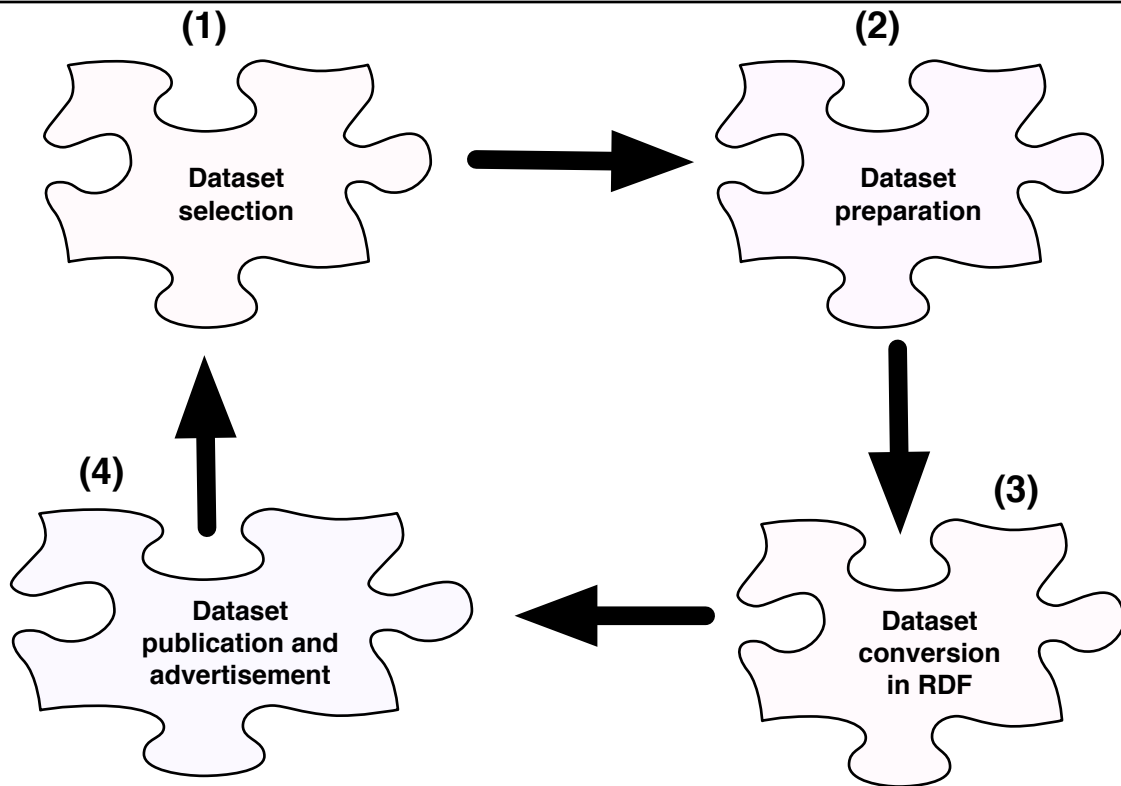 (1)
Dataset
selection
(2)
Dataset
preparation
(3)
Dataset
conversion
in RDF
(4)
Dataset
publication and
advertisement